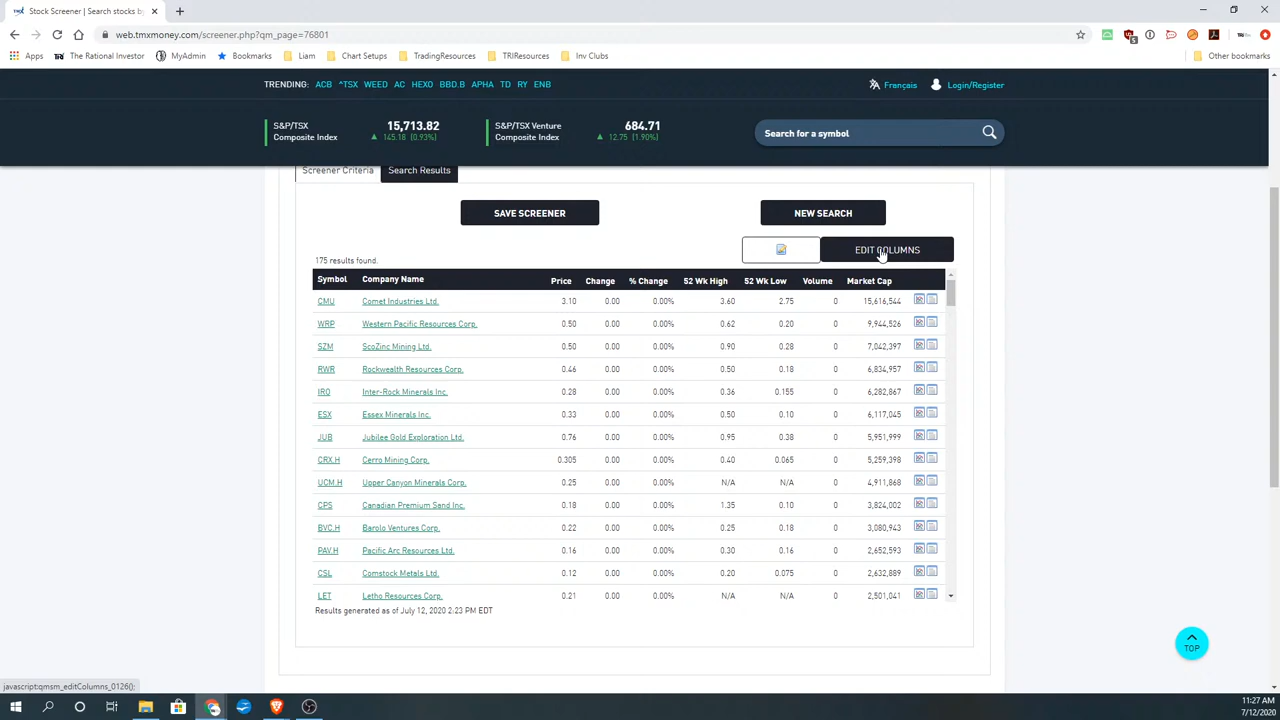 Stock Screener | Search stocks by
web.tmxmoney.com/screener.php?qm_page=76801
Apps The Rational Investor MyAdmin Bookmarks Liam Chart Setups TradingResources TRIResources Inv Clubs Other bookmarks
TRENDING: ACB ^TSX WEED AC HEXO BBD.B APHA TD RY ENB Français Login/Register
S&P/TSX Composite Index 15,713.82 145.18 (0.93%)
S&P/TSX Venture Composite Index 684.71 12.75 (1.90%)
Search for a symbol
Screener Criteria Search Results
SAVE SCREENER NEW SEARCH
EDIT COLUMNS
175 results found.
Symbol Company Name Price Change % Change 52 Wk High 52 Wk Low Volume Market Cap
CMU Comet Industries Ltd. 3.10 0.00 0.00% 3.60 2.75 0 15,616,544
WRP Western Pacific Resources Corp. 0.50 0.00 0.00% 0.62 0.20 0 9,944,526
SZM ScoZinc Mining Ltd. 0.50 0.00 0.00% 0.90 0.28 0 7,042,397
RWR Rockwealth Resources Corp. 0.46 0.00 0.00% 0.50 0.18 0 6,834,957
IRO Inter-Rock Minerals Inc. 0.28 0.00 0.00% 0.36 0.155 0 6,282,867
ESX Essex Minerals Inc. 0.33 0.00 0.00% 0.50 0.10 0 6,117,045
JUB Jubilee Gold Exploration Ltd. 0.76 0.00 0.00% 0.95 0.38 0 5,951,999
CRX.H Cerro Mining Corp. 0.305 0.00 0.00% 0.40 0.065 0 5,259,398
UCM.H Upper Canyon Minerals Corp. 0.25 0.00 0.00% N/A N/A 0 4,911,868
CPS Canadian Premium Sand Inc. 0.18 0.00 0.00% 1.35 0.10 0 3,824,002
BVC.H Barolo Ventures Corp. 0.22 0.00 0.00% 0.25 0.18 0 3,080,943
PAV.H Pacific Arc Resources Ltd. 0.16 0.00 0.00% 0.30 0.16 0 2,652,593
CSL Comstock Metals Ltd. 0.12 0.00 0.00% 0.20 0.075 0 2,632,889
LET Letho Resources Corp. 0.21 0.00 0.00% N/A N/A 0 2,501,041
Results generated as of July 12, 2020 2:23 PM EDT
TOP
javascript:qmsm_editColumns_0126();
11:27 AM
7/12/2020